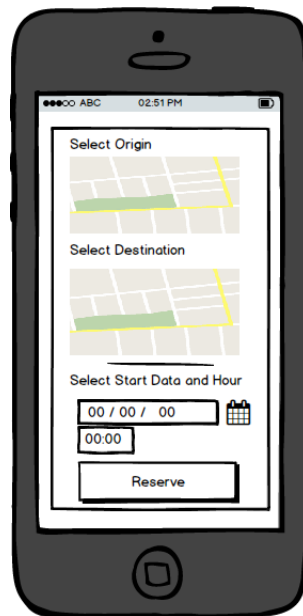 ABC 02:51 PM
Select Origin
Select Destination
Select Start Data and Hour
00 / 00 / 00
00:00
Reserve